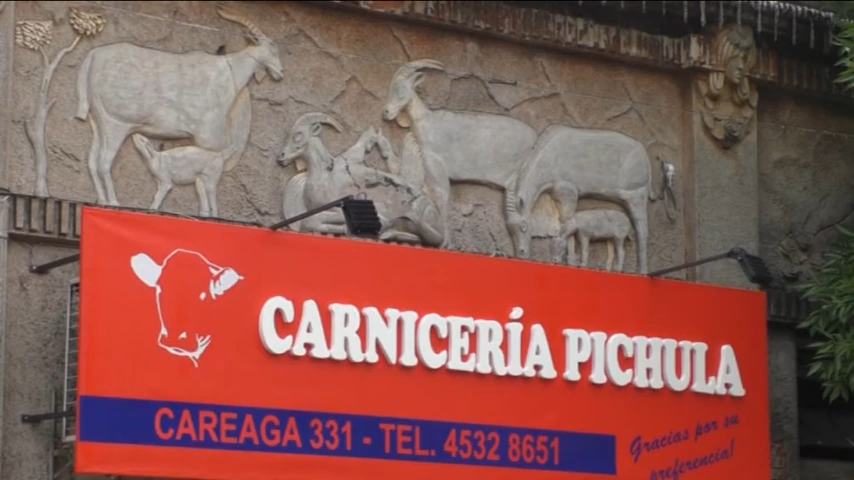 CARNICERÍA PICHULA
CAREAGA 331 - TEL. 4532 8651
Gracias por su
preferencia!